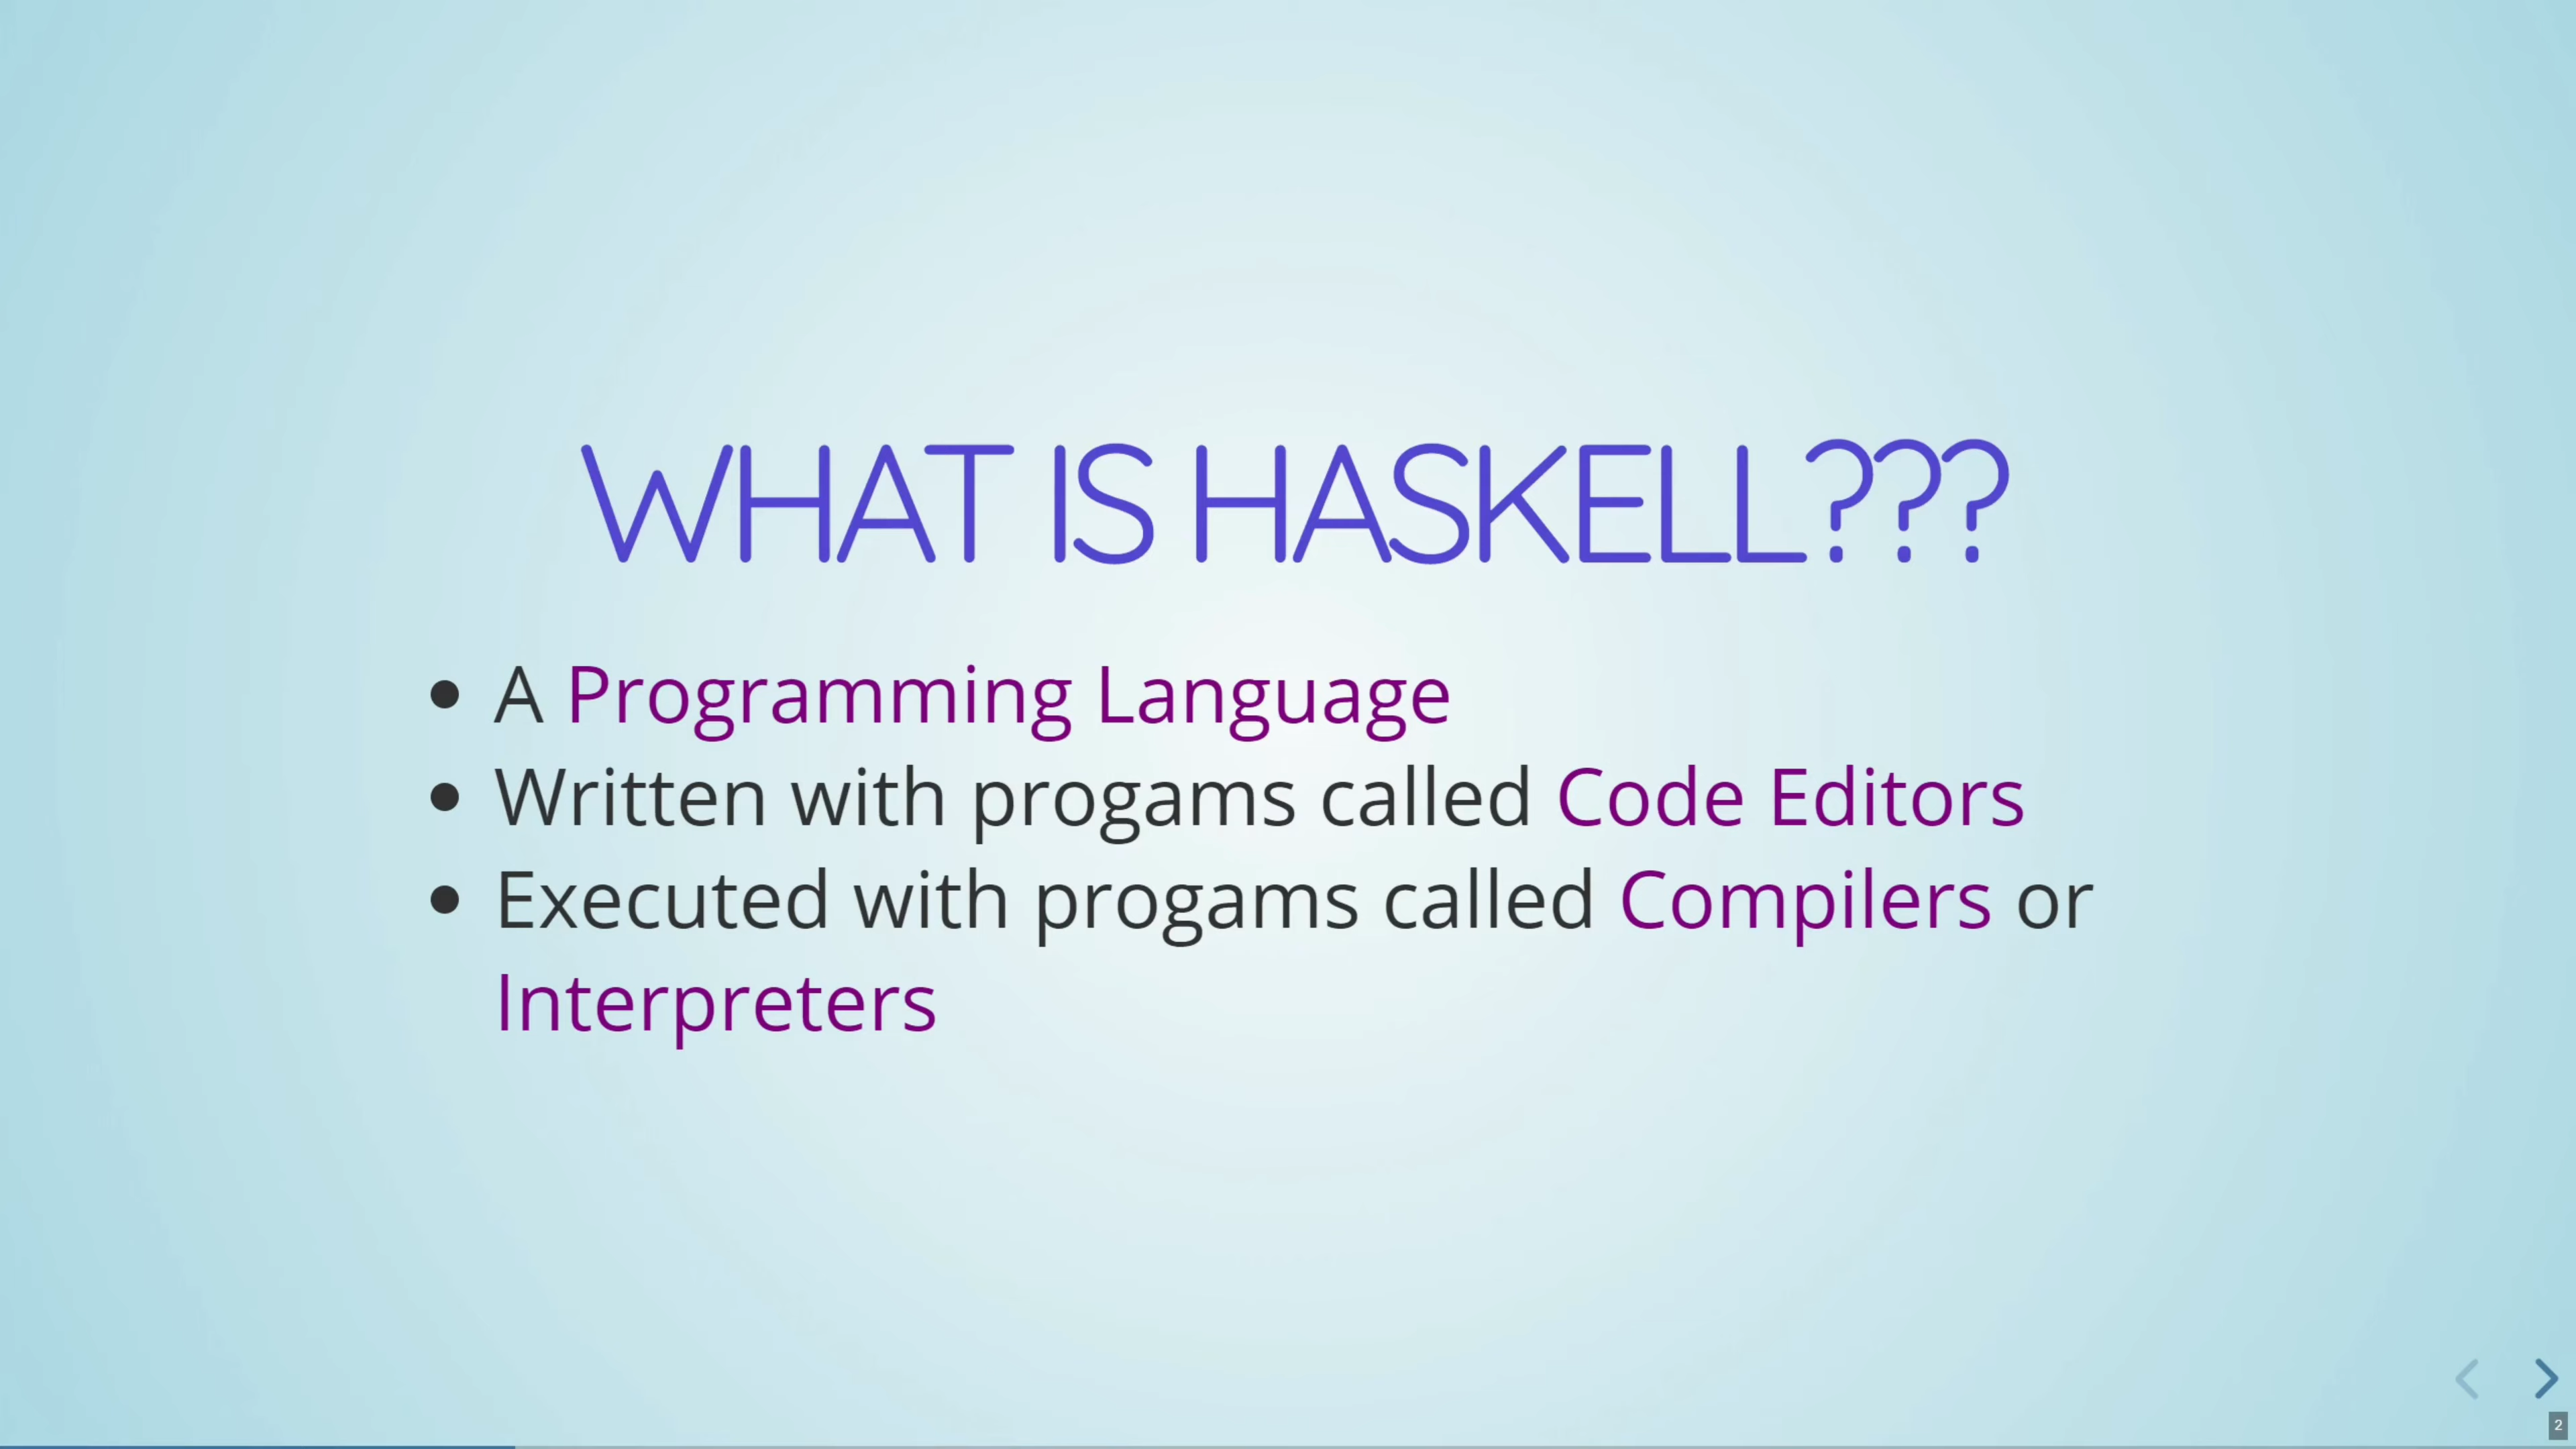 WHAT IS HASKELL???
• A Programming Language
• Written with progams called Code Editors
• Executed with progams called Compilers or
Interpreters
2